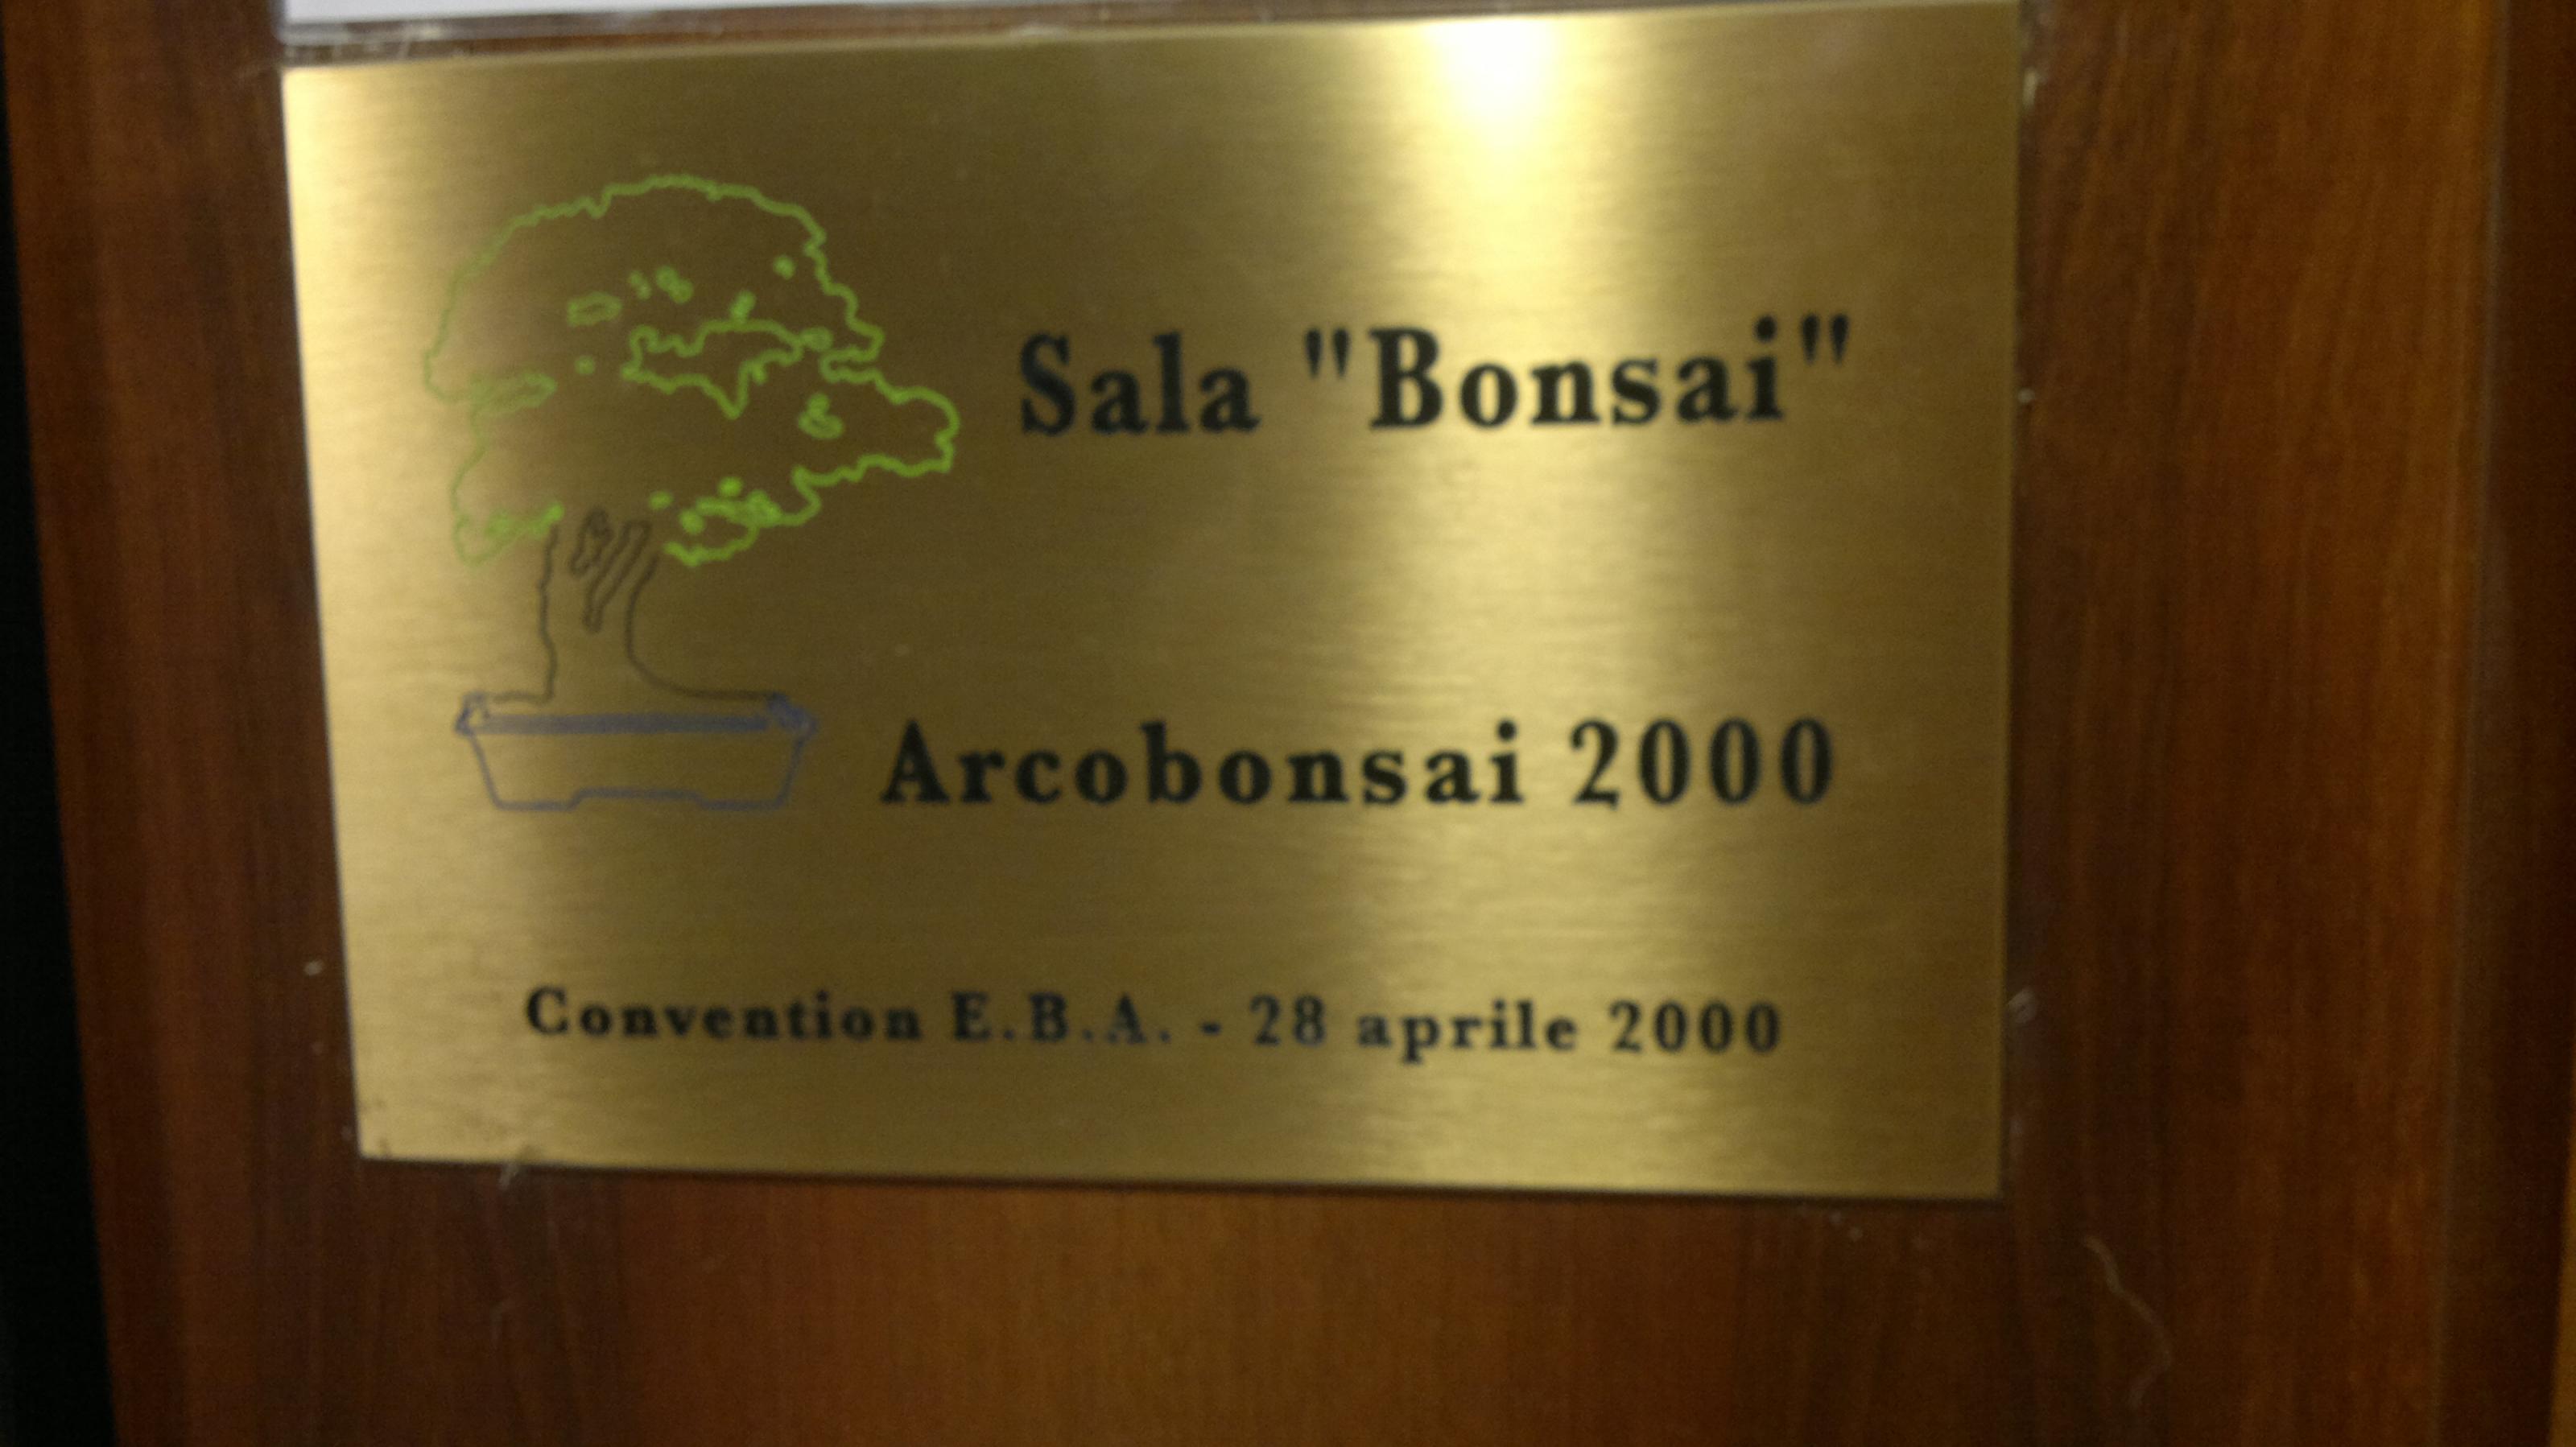 Sala "Bonsai"
Arcobonsai 2000
Convention E.B.A. - 28 aprile 2000